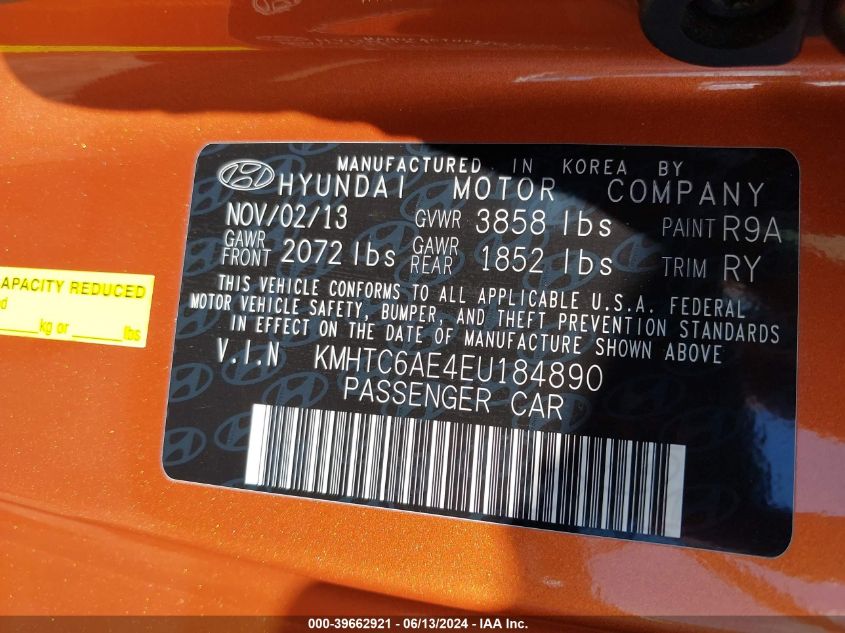 MANUFACTURED IN KOREA BY
HYUNDAI MOTOR COMPANY
NOV/02/13 GVWR 3858 lbs PAINT R9A
GAWR FRONT 2072 lbs GAWR REAR 1852 lbs TRIM RY
THIS VEHICLE CONFORMS TO ALL APPLICABLE U.S.A. FEDERAL
MOTOR VEHICLE SAFETY, BUMPER, AND THEFT PREVENTION STANDARDS
IN EFFECT ON THE DATE OF MANUFACTURE SHOWN ABOVE
V.I.N KMHTC6AE4EU184890
PASSENGER CAR
CAPACITY REDUCED
kg or lbs
000-39662921 - 06/13/2024 - IAA Inc.